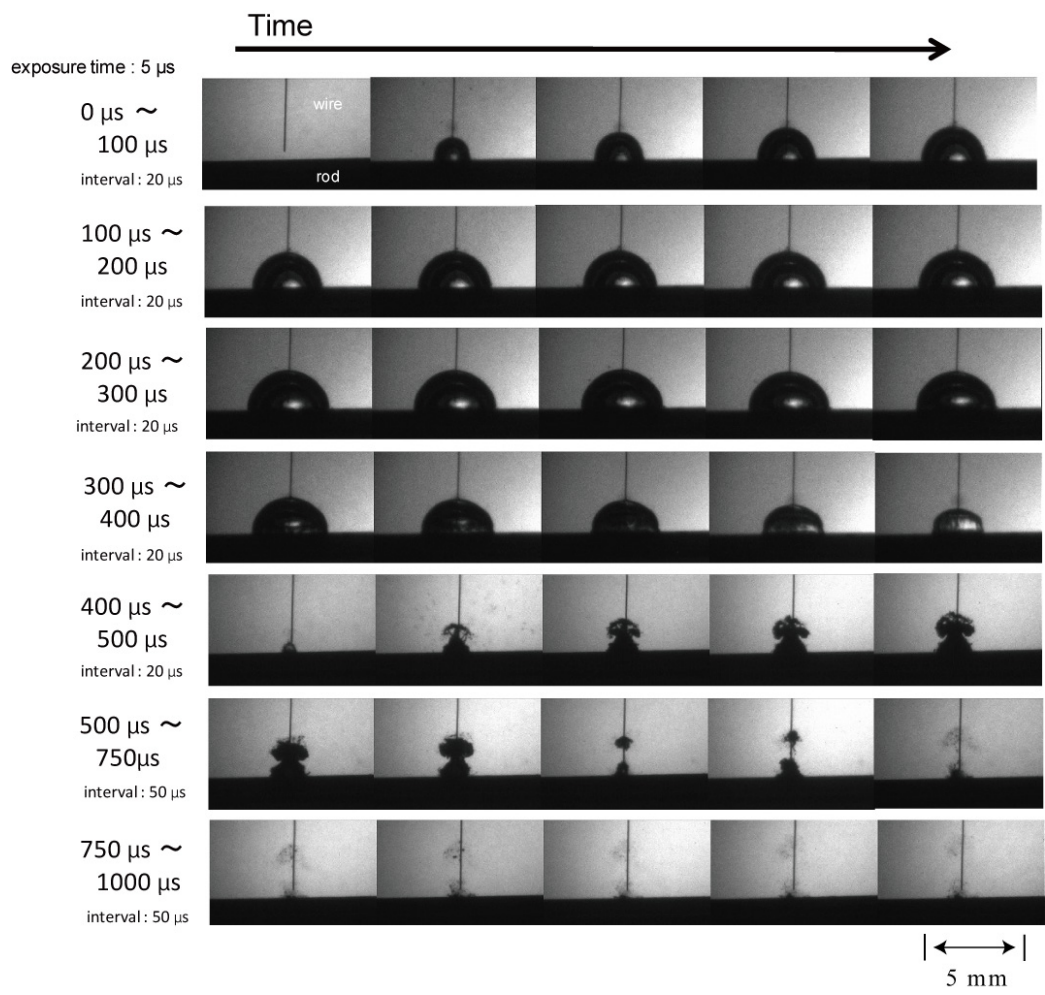 Time
exposure time : 5 µs
wire
0 µs ～
100 µs
interval : 20 µs
rod
100 µs ～
200 µs
interval : 20 µs
200 µs ～
300 µs
interval : 20 µs
300 µs ～
400 µs
interval : 20 µs
400 µs ～
500 µs
interval : 20 µs
500 µs ～
750µs
interval : 50 µs
750 µs ～
1000 µs
interval : 50 µs
5 mm